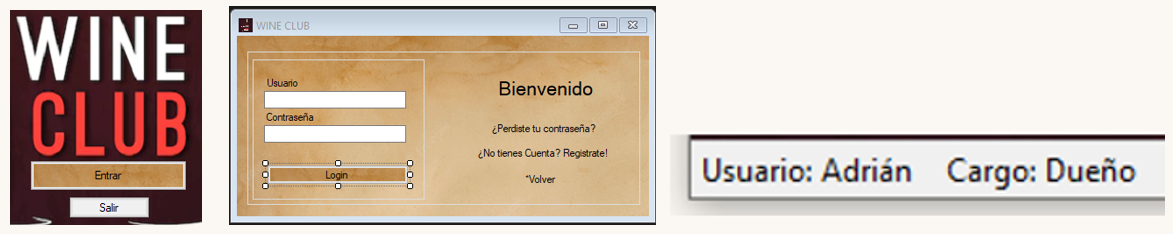 WINE
CLUB
Entrar
Salir
WINE CLUB
Usuario
Contraseña
Login
Bienvenido
¿Perdiste tu contraseña?
¿No tienes Cuenta? Registrate!
*Volver
Usuario: Adrián Cargo: Dueño